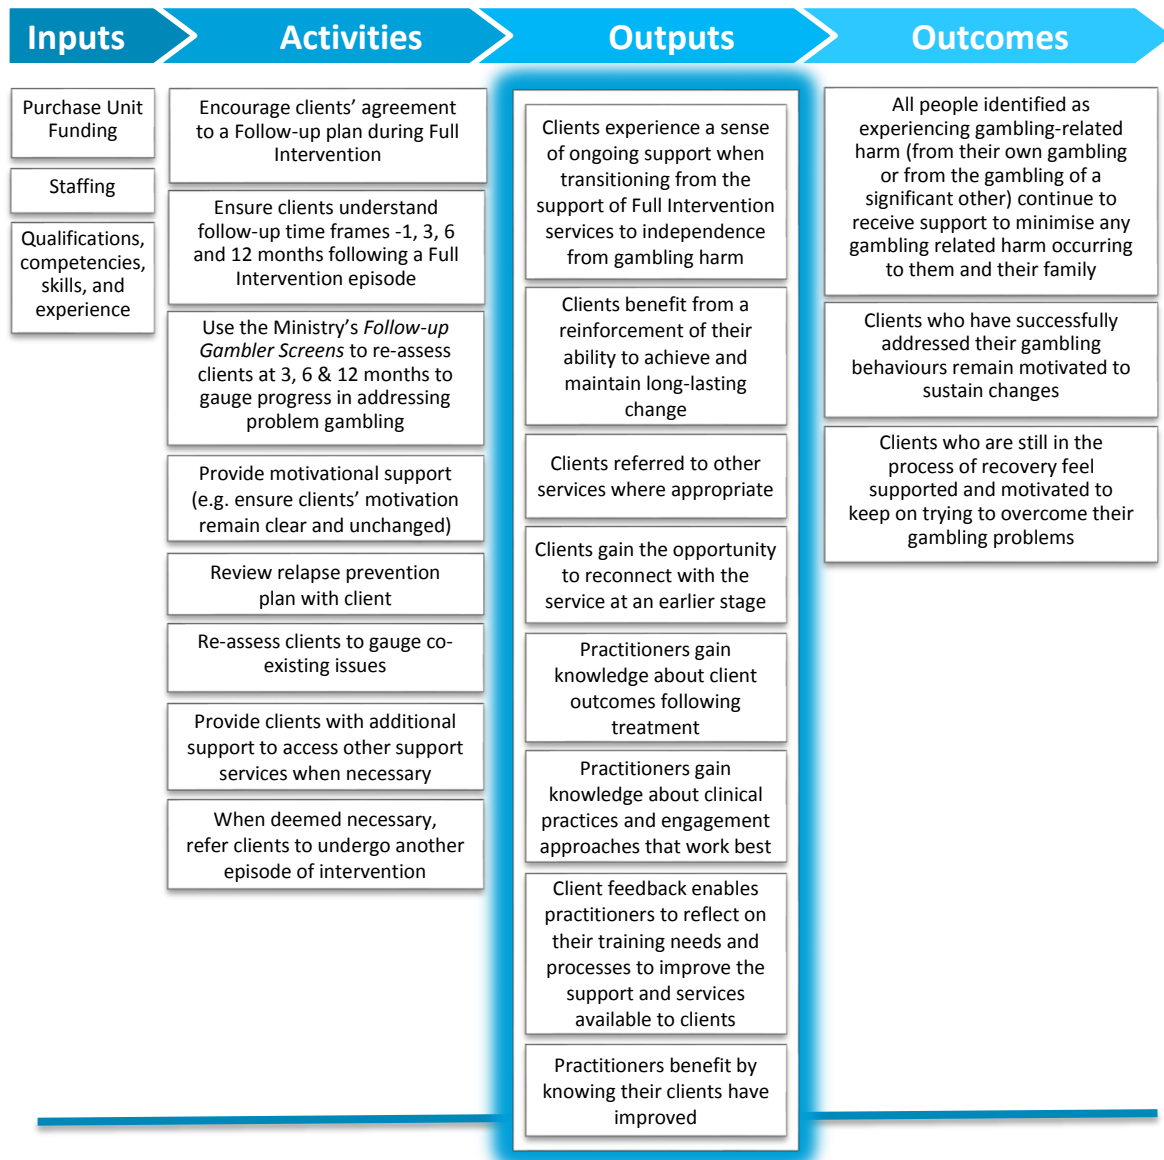 Inputs
Activities
Outputs
Outcomes
Purchase Unit
Funding
Staffing
Qualifications,
competencies,
skills, and
experience
Encourage clients’ agreement
to a Follow-up plan during Full
Intervention
Ensure clients understand
follow-up time frames -1, 3, 6
and 12 months following a Full
Intervention episode
Use the Ministry’s Follow-up
Gambler Screens to re-assess
clients at 3, 6 & 12 months to
gauge progress in addressing
problem gambling
Provide motivational support
(e.g. ensure clients’ motivation
remain clear and unchanged)
Review relapse prevention
plan with client
Re-assess clients to gauge co-
existing issues
Provide clients with additional
support to access other support
services when necessary
When deemed necessary,
refer clients to undergo another
episode of intervention
Clients experience a sense
of ongoing support when
transitioning from the
support of Full Intervention
services to independence
from gambling harm
Clients benefit from a
reinforcement of their
ability to achieve and
maintain long-lasting
change
Clients referred to other
services where appropriate
Clients gain the opportunity
to reconnect with the
service at an earlier stage
Practitioners gain
knowledge about client
outcomes following
treatment
Practitioners gain
knowledge about clinical
practices and engagement
approaches that work best
Client feedback enables
practitioners to reflect on
their training needs and
processes to improve the
support and services
available to clients
Practitioners benefit by
knowing their clients have
improved
All people identified as
experiencing gambling-related
harm (from their own gambling
or from the gambling of a
significant other) continue to
receive support to minimise any
gambling related harm occurring
to them and their family
Clients who have successfully
addressed their gambling
behaviours remain motivated to
sustain changes
Clients who are still in the
process of recovery feel
supported and motivated to
keep on trying to overcome their
gambling problems